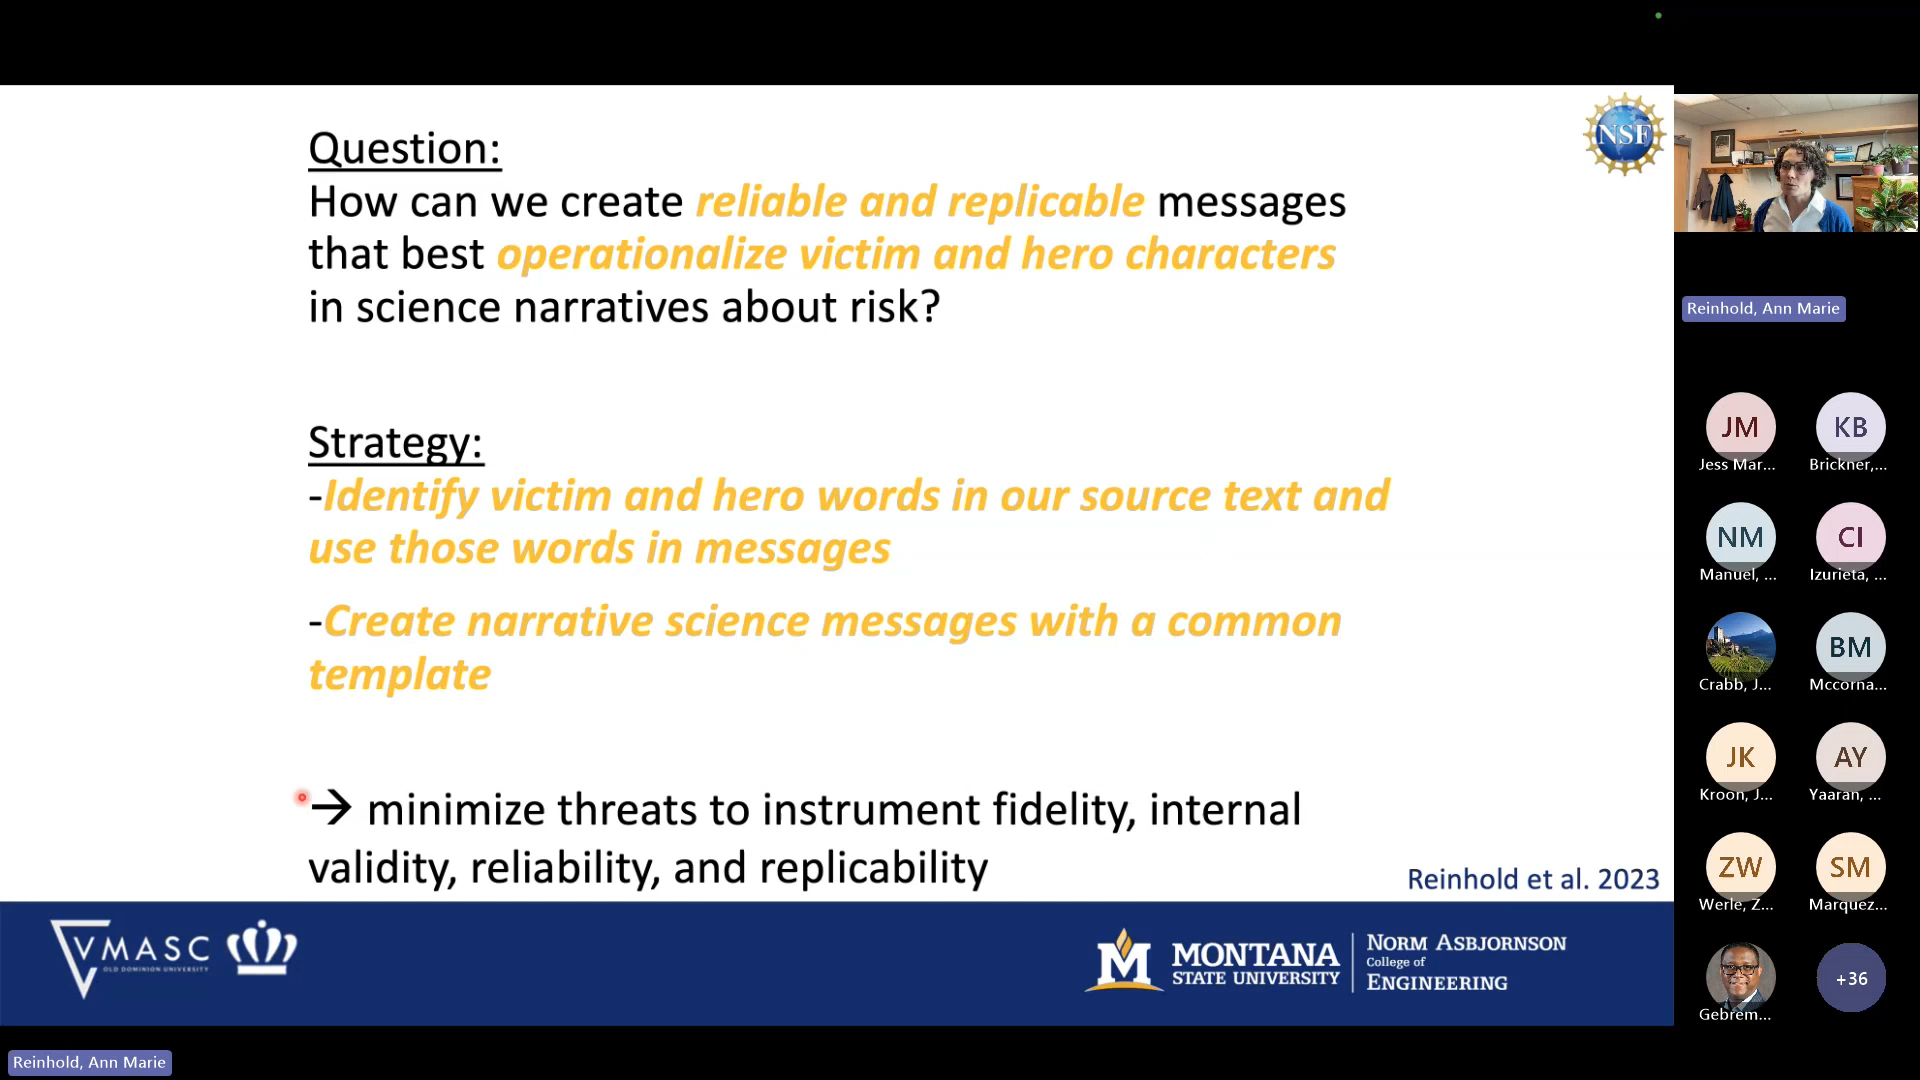 Question:
How can we create reliable and replicable messages
that best operationalize victim and hero characters
in science narratives about risk?
Strategy:
-Identify victim and hero words in our source text and
use those words in messages
-Create narrative science messages with a common
template
→ minimize threats to instrument fidelity, internal
validity, reliability, and replicability
Reinhold et al. 2023
NSF
VMASC
OLD DOMINION UNIVERSITY
M
MONTANA
STATE UNIVERSITY
NORM ASBJORNSON
College of
ENGINEERING
Reinhold, Ann Marie
Reinhold, Ann Marie
JM
Jess Mar...
KB
Brickner,...
NM
Manuel, ...
CI
Izurieta, ...
Crabb, J...
BM
Mccorna...
JK
Kroon, J...
AY
Yaaran, ...
ZW
Werle, Z...
SM
Marquez...
Gebrem...
+36